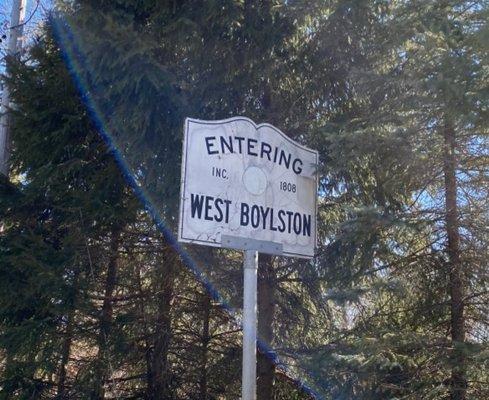 ENTERING
INC. 1808
WEST BOYLSTON